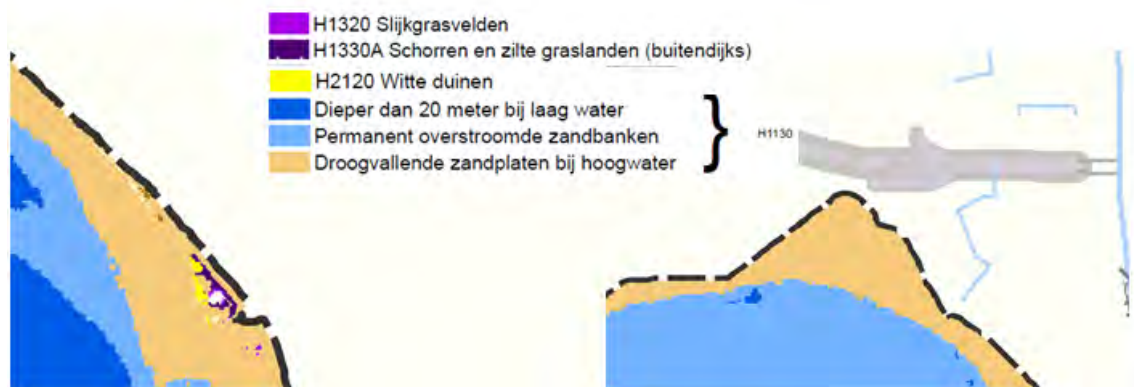 H1320 Slijkgrasvelden
H1330A Schorren en zilte graslanden (buitendijks)
H2120 Witte duinen
Dieper dan 20 meter bij laag water
Permanent overstroomde zandbanken
Droogvallende zandplaten bij hoogwater
H1130